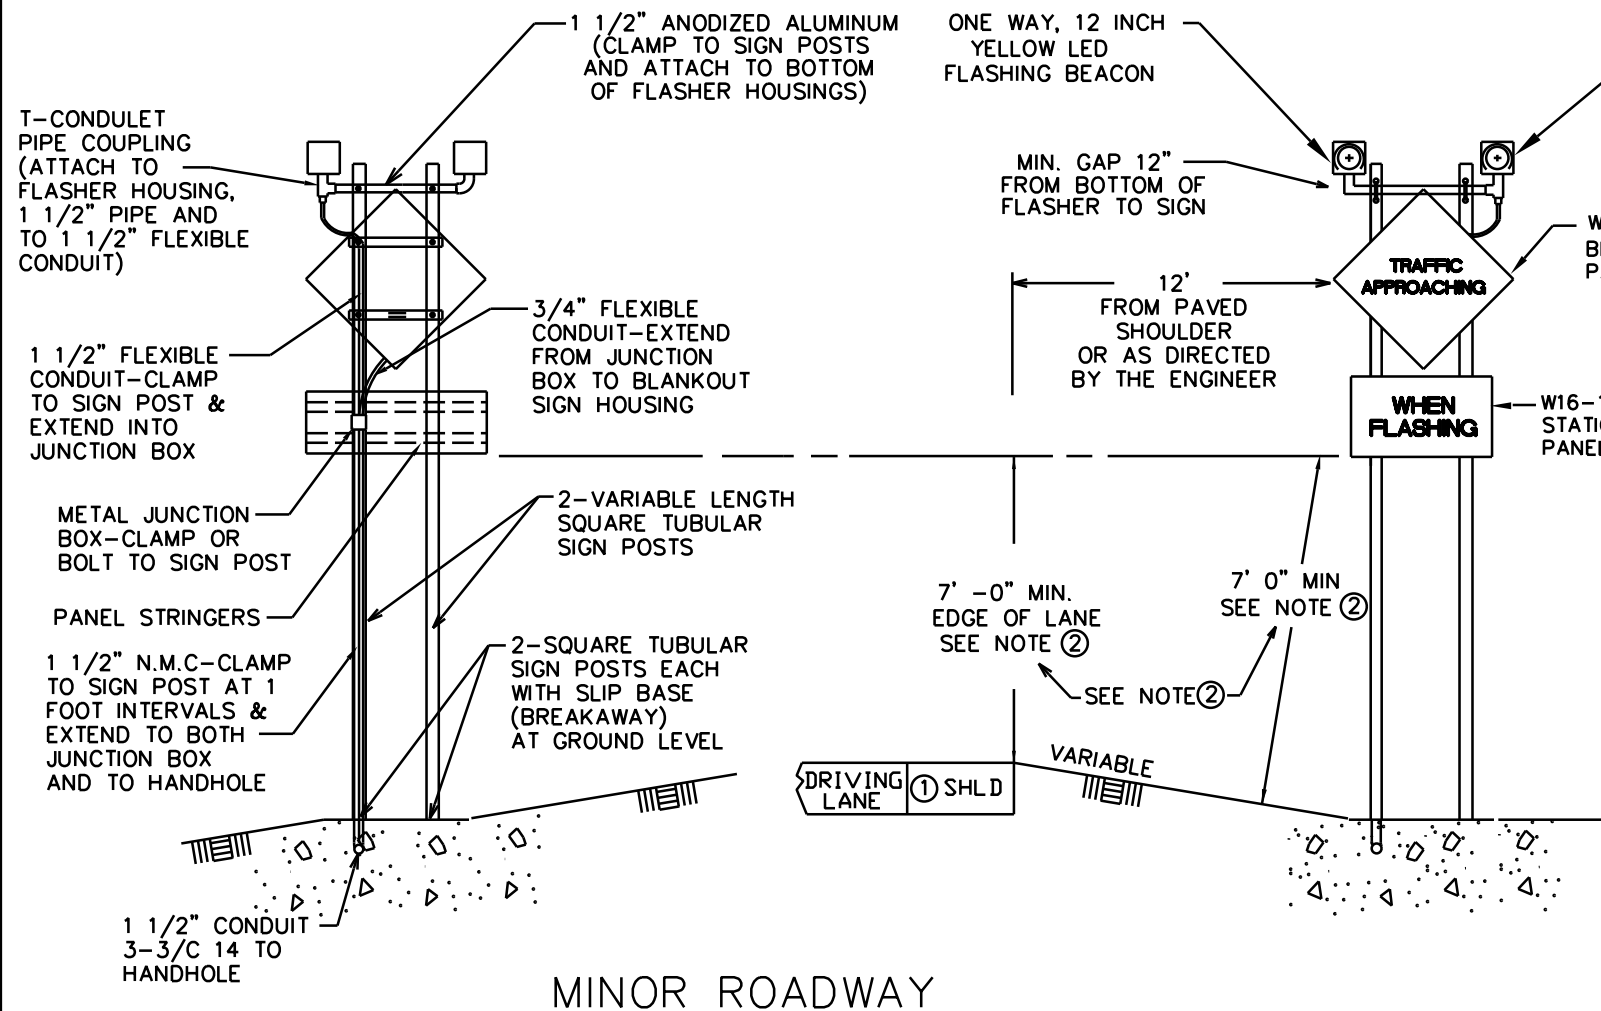 1 1/2" ANODIZED ALUMINUM
(CLAMP TO SIGN POSTS
AND ATTACH TO BOTTOM
OF FLASHER HOUSINGS)
ONE WAY, 12 INCH
YELLOW LED
FLASHING BEACON
T-CONDULET
PIPE COUPLING
(ATTACH TO
FLASHER HOUSING,
1 1/2" PIPE AND
TO 1 1/2" FLEXIBLE
CONDUIT)
MIN. GAP 12"
FROM BOTTOM OF
FLASHER TO SIGN
TRAFFIC
APPROACHING
12'
FROM PAVED
SHOULDER
OR AS DIRECTED
BY THE ENGINEER
3/4" FLEXIBLE
CONDUIT-EXTEND
FROM JUNCTION
BOX TO BLANKOUT
SIGN HOUSING
1 1/2" FLEXIBLE
CONDUIT-CLAMP
TO SIGN POST &
EXTEND INTO
JUNCTION BOX
WHEN
FLASHING
METAL JUNCTION
BOX-CLAMP OR
BOLT TO SIGN POST
2-VARIABLE LENGTH
SQUARE TUBULAR
SIGN POSTS
PANEL STRINGERS
7' -0" MIN.
EDGE OF LANE
SEE NOTE ②
7' 0" MIN
SEE NOTE ②
SEE NOTE ②
1 1/2" N.M.C-CLAMP
TO SIGN POST AT 1
FOOT INTERVALS &
EXTEND TO BOTH
JUNCTION BOX
AND TO HANDHOLE
2-SQUARE TUBULAR
SIGN POSTS EACH
WITH SLIP BASE
(BREAKAWAY)
AT GROUND LEVEL
VARIABLE
DRIVING
LANE
① SHLD
1 1/2" CONDUIT
3-3/C 14 TO
HANDHOLE
MINOR ROADWAY